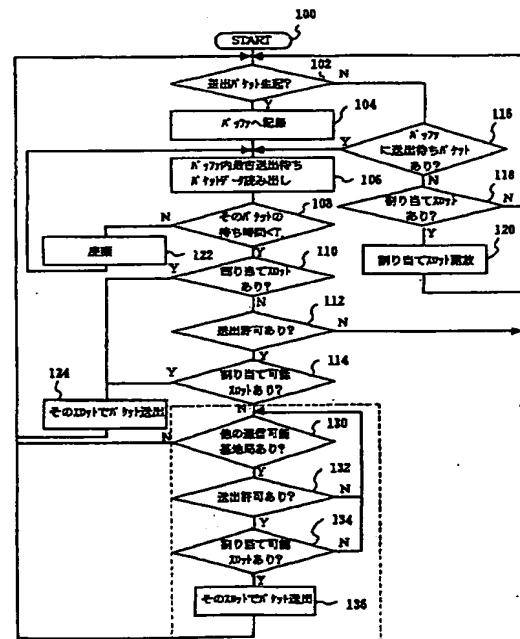 100
START
102
送出パケット生起?
N
Y
バッファへ記録
104
116
バッファ
に送出待ちパケット
あり?
Y
N
バッファ内最古送出待ち
パケットデータ読み出し
106
118
割り当てスロット
あり?
N
Y
108
そのパケットの
待ち時間<T
N
Y
廃棄
122
120
割り当てスロット開放
110
割り当てスロット
あり?
Y
N
112
送出許可あり?
N
Y
114
割り当て可能
スロットあり?
Y
N
124
そのスロットでパケット送出
130
他の通信可能
基地局あり?
N
Y
132
送出許可あり?
N
Y
134
割り当て可能
スロットあり?
N
Y
そのスロットでパケット送出
136